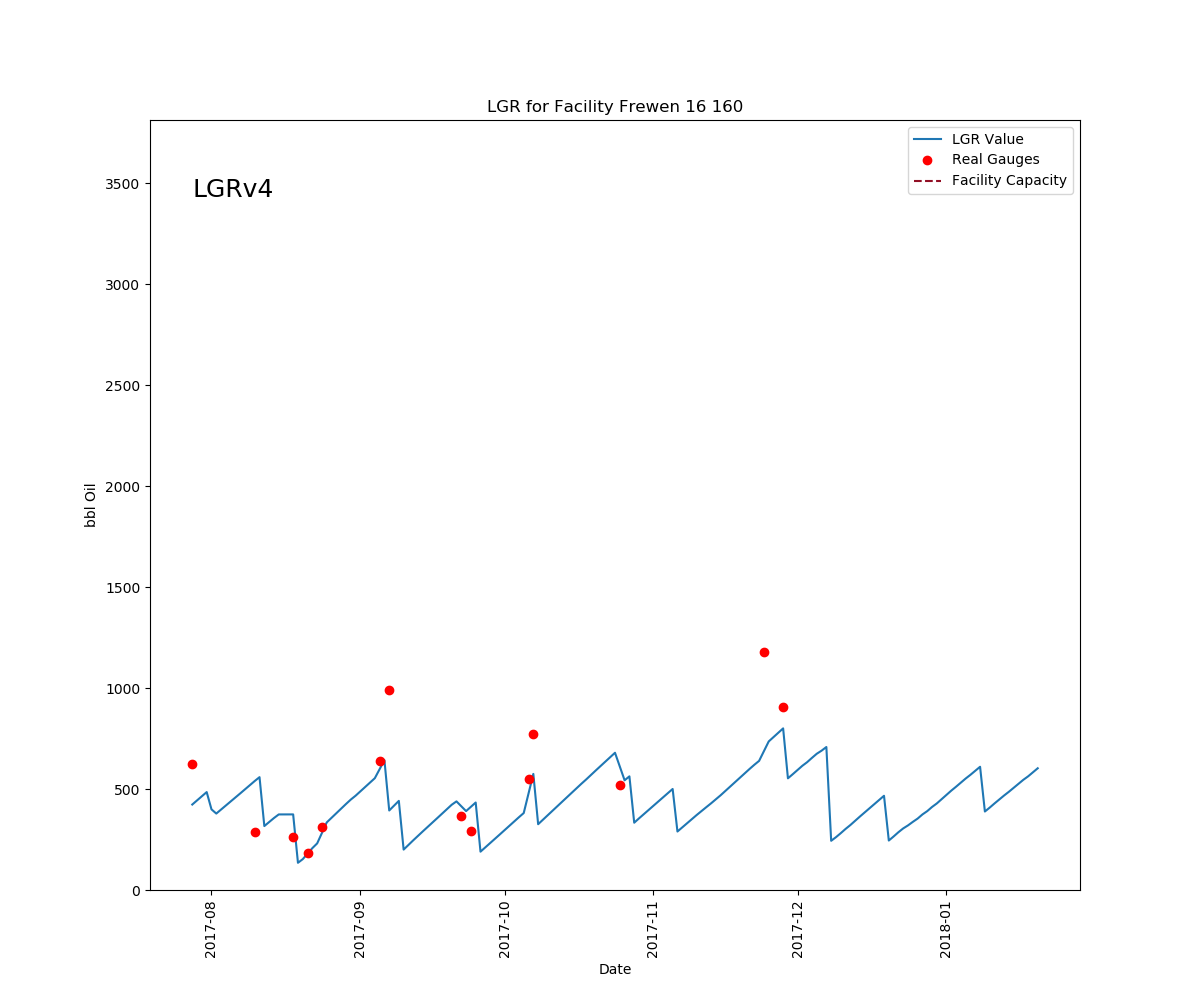 LGR for Facility Frewen 16 160
LGR Value
Real Gauges
Facility Capacity
LGRv4
3500
3000
2500
2000
1500
1000
500
0
bbl Oil
2017-08
2017-09
2017-10
2017-11
2017-12
2018-01
Date